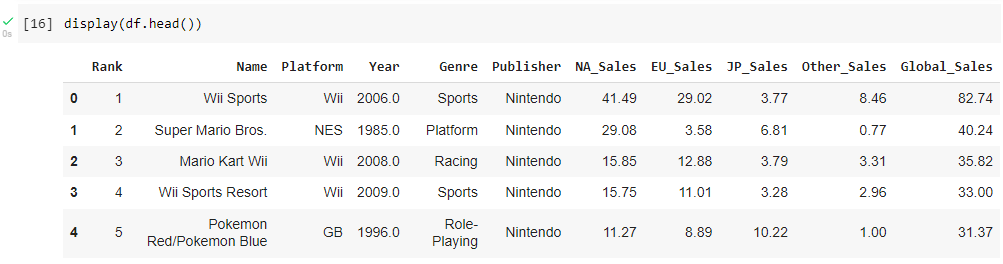 [16] display(df.head())
0s
Rank Name Platform Year Genre Publisher NA_Sales EU_Sales JP_Sales Other_Sales Global_Sales
0 1 Wii Sports Wii 2006.0 Sports Nintendo 41.49 29.02 3.77 8.46 82.74
1 2 Super Mario Bros. NES 1985.0 Platform Nintendo 29.08 3.58 6.81 0.77 40.24
2 3 Mario Kart Wii Wii 2008.0 Racing Nintendo 15.85 12.88 3.79 3.31 35.82
3 4 Wii Sports Resort Wii 2009.0 Sports Nintendo 15.75 11.01 3.28 2.96 33.00
4 5 Pokemon Red/Pokemon Blue GB 1996.0 Role-Playing Nintendo 11.27 8.89 10.22 1.00 31.37